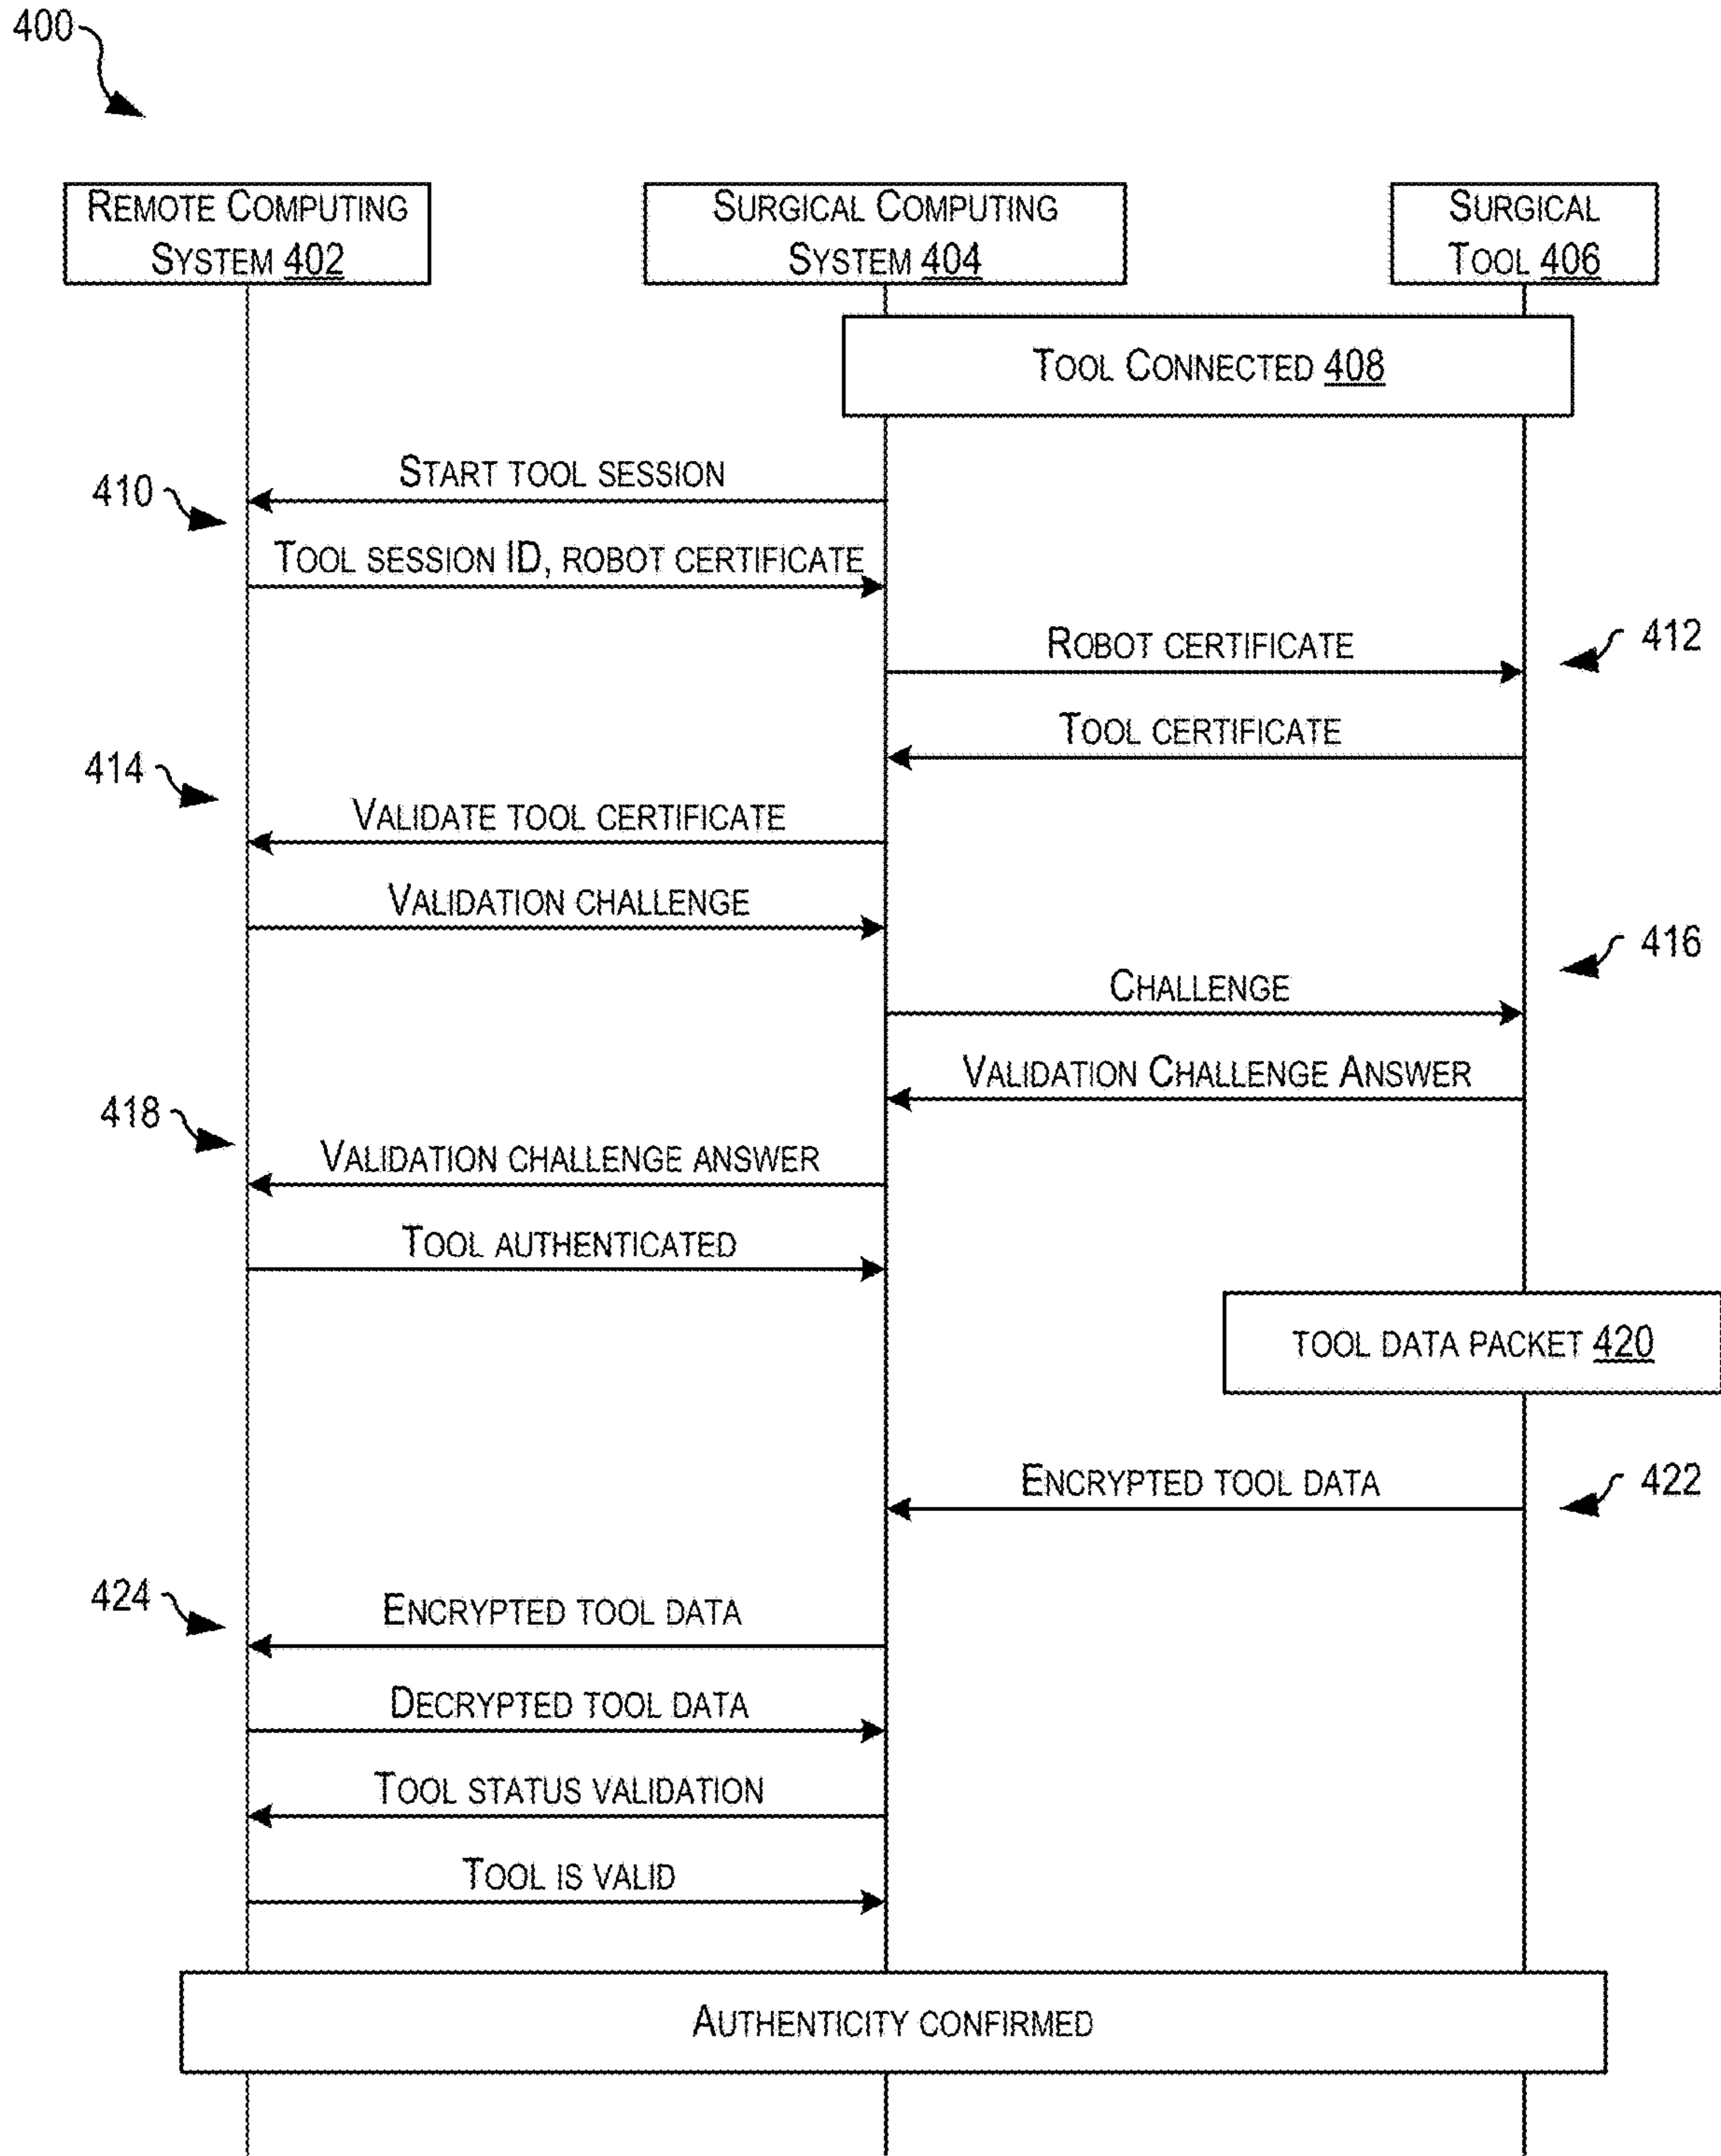 400
REMOTE COMPUTING
SYSTEM 402
SURGICAL COMPUTING
SYSTEM 404
SURGICAL
TOOL 406
TOOL CONNECTED 408
START TOOL SESSION
410
TOOL SESSION ID, ROBOT CERTIFICATE
ROBOT CERTIFICATE
412
TOOL CERTIFICATE
414
VALIDATE TOOL CERTIFICATE
VALIDATION CHALLENGE
416
CHALLENGE
VALIDATION CHALLENGE ANSWER
418
VALIDATION CHALLENGE ANSWER
TOOL AUTHENTICATED
TOOL DATA PACKET 420
ENCRYPTED TOOL DATA
422
424
ENCRYPTED TOOL DATA
DECRYPTED TOOL DATA
TOOL STATUS VALIDATION
TOOL IS VALID
AUTHENTICITY CONFIRMED